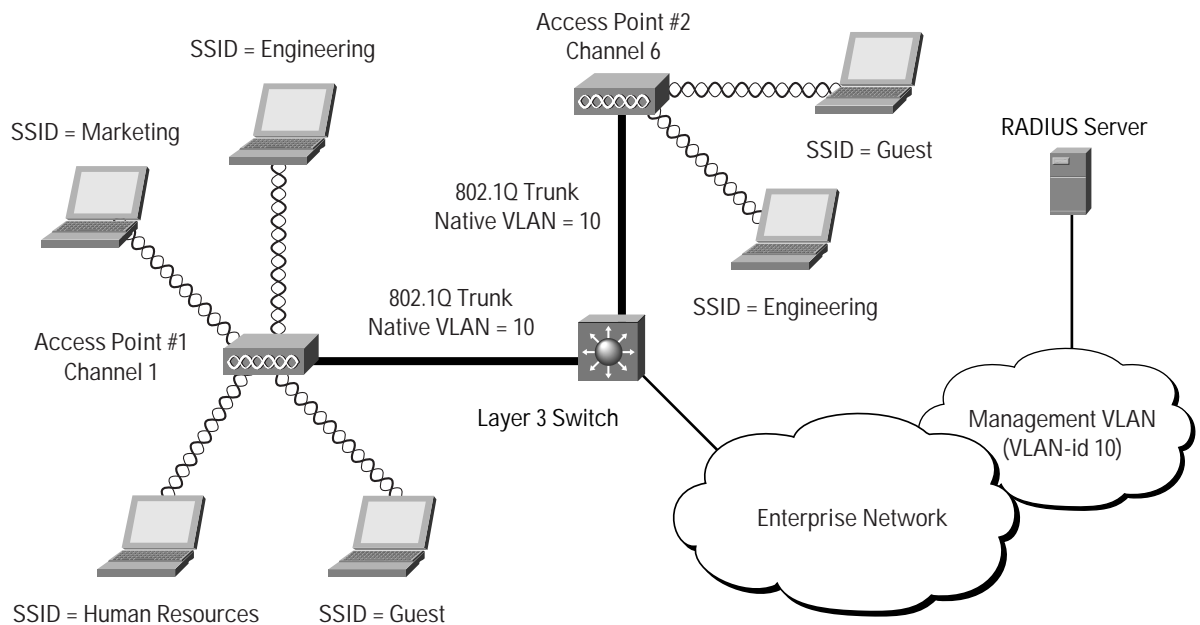 Access Point #2
Channel 6
SSID = Engineering
SSID = Marketing
RADIUS Server
SSID = Guest
802.1Q Trunk
Native VLAN = 10
SSID = Engineering
802.1Q Trunk
Native VLAN = 10
Access Point #1
Channel 1
Layer 3 Switch
Management VLAN
(VLAN-id 10)
Enterprise Network
SSID = Human Resources
SSID = Guest